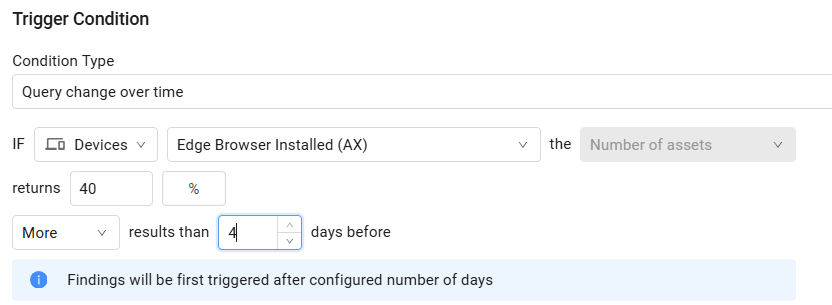 Trigger Condition
Condition Type
Query change over time
IF Devices Edge Browser Installed (AX) the Number of assets
returns 40 %
More results than 4 days before
Findings will be first triggered after configured number of days